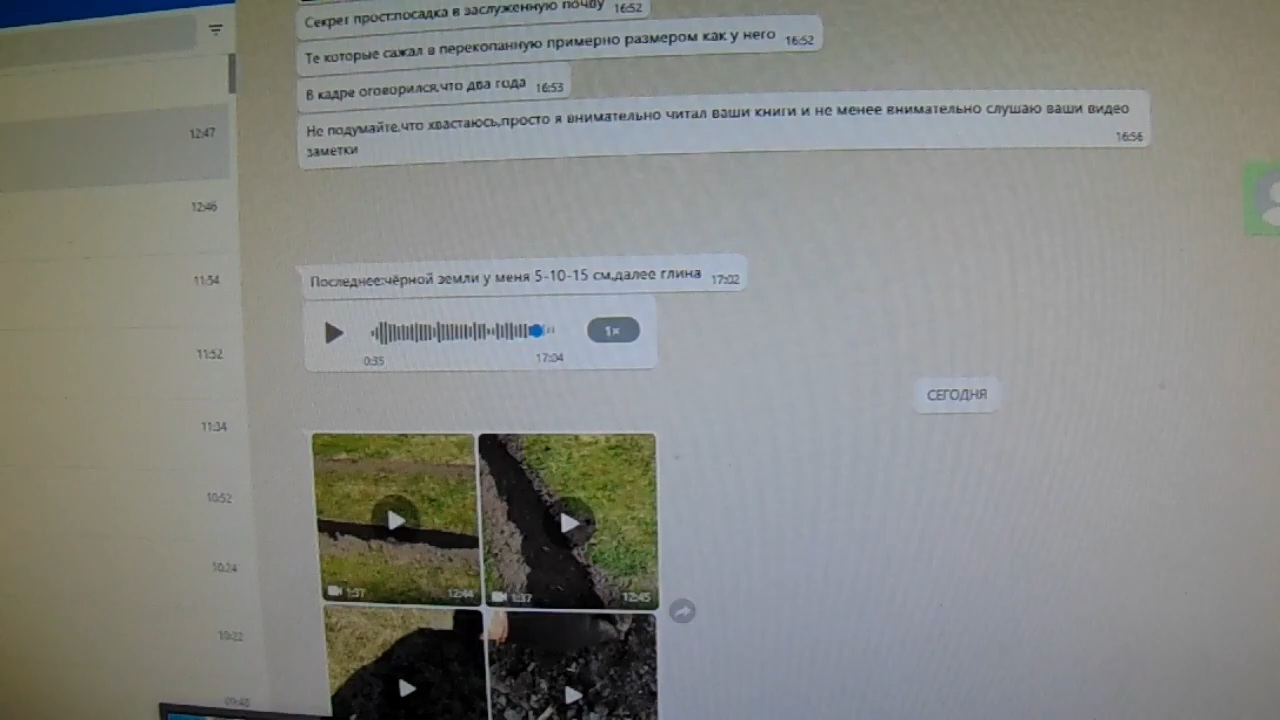 Секрет прост:посадка в заслуженную почву 16:52
Те которые сажал в перекопанную примерно размером как у него 16:52
12:47
В кадре оговорился,что два года 16:53
Не подумайте,что хвастаюсь,просто я внимательно читал ваши книги и не менее внимательно слушаю ваши видео
заметки 16:56
12:46
11:54
Последнее:чёрной земли у меня 5-10-15 см,далее глина 17:02
1×
11:52
0:35 17:04
СЕГОДНЯ
11:34
10:52
10:24
1:37 12:44
1:37 12:45
10:22